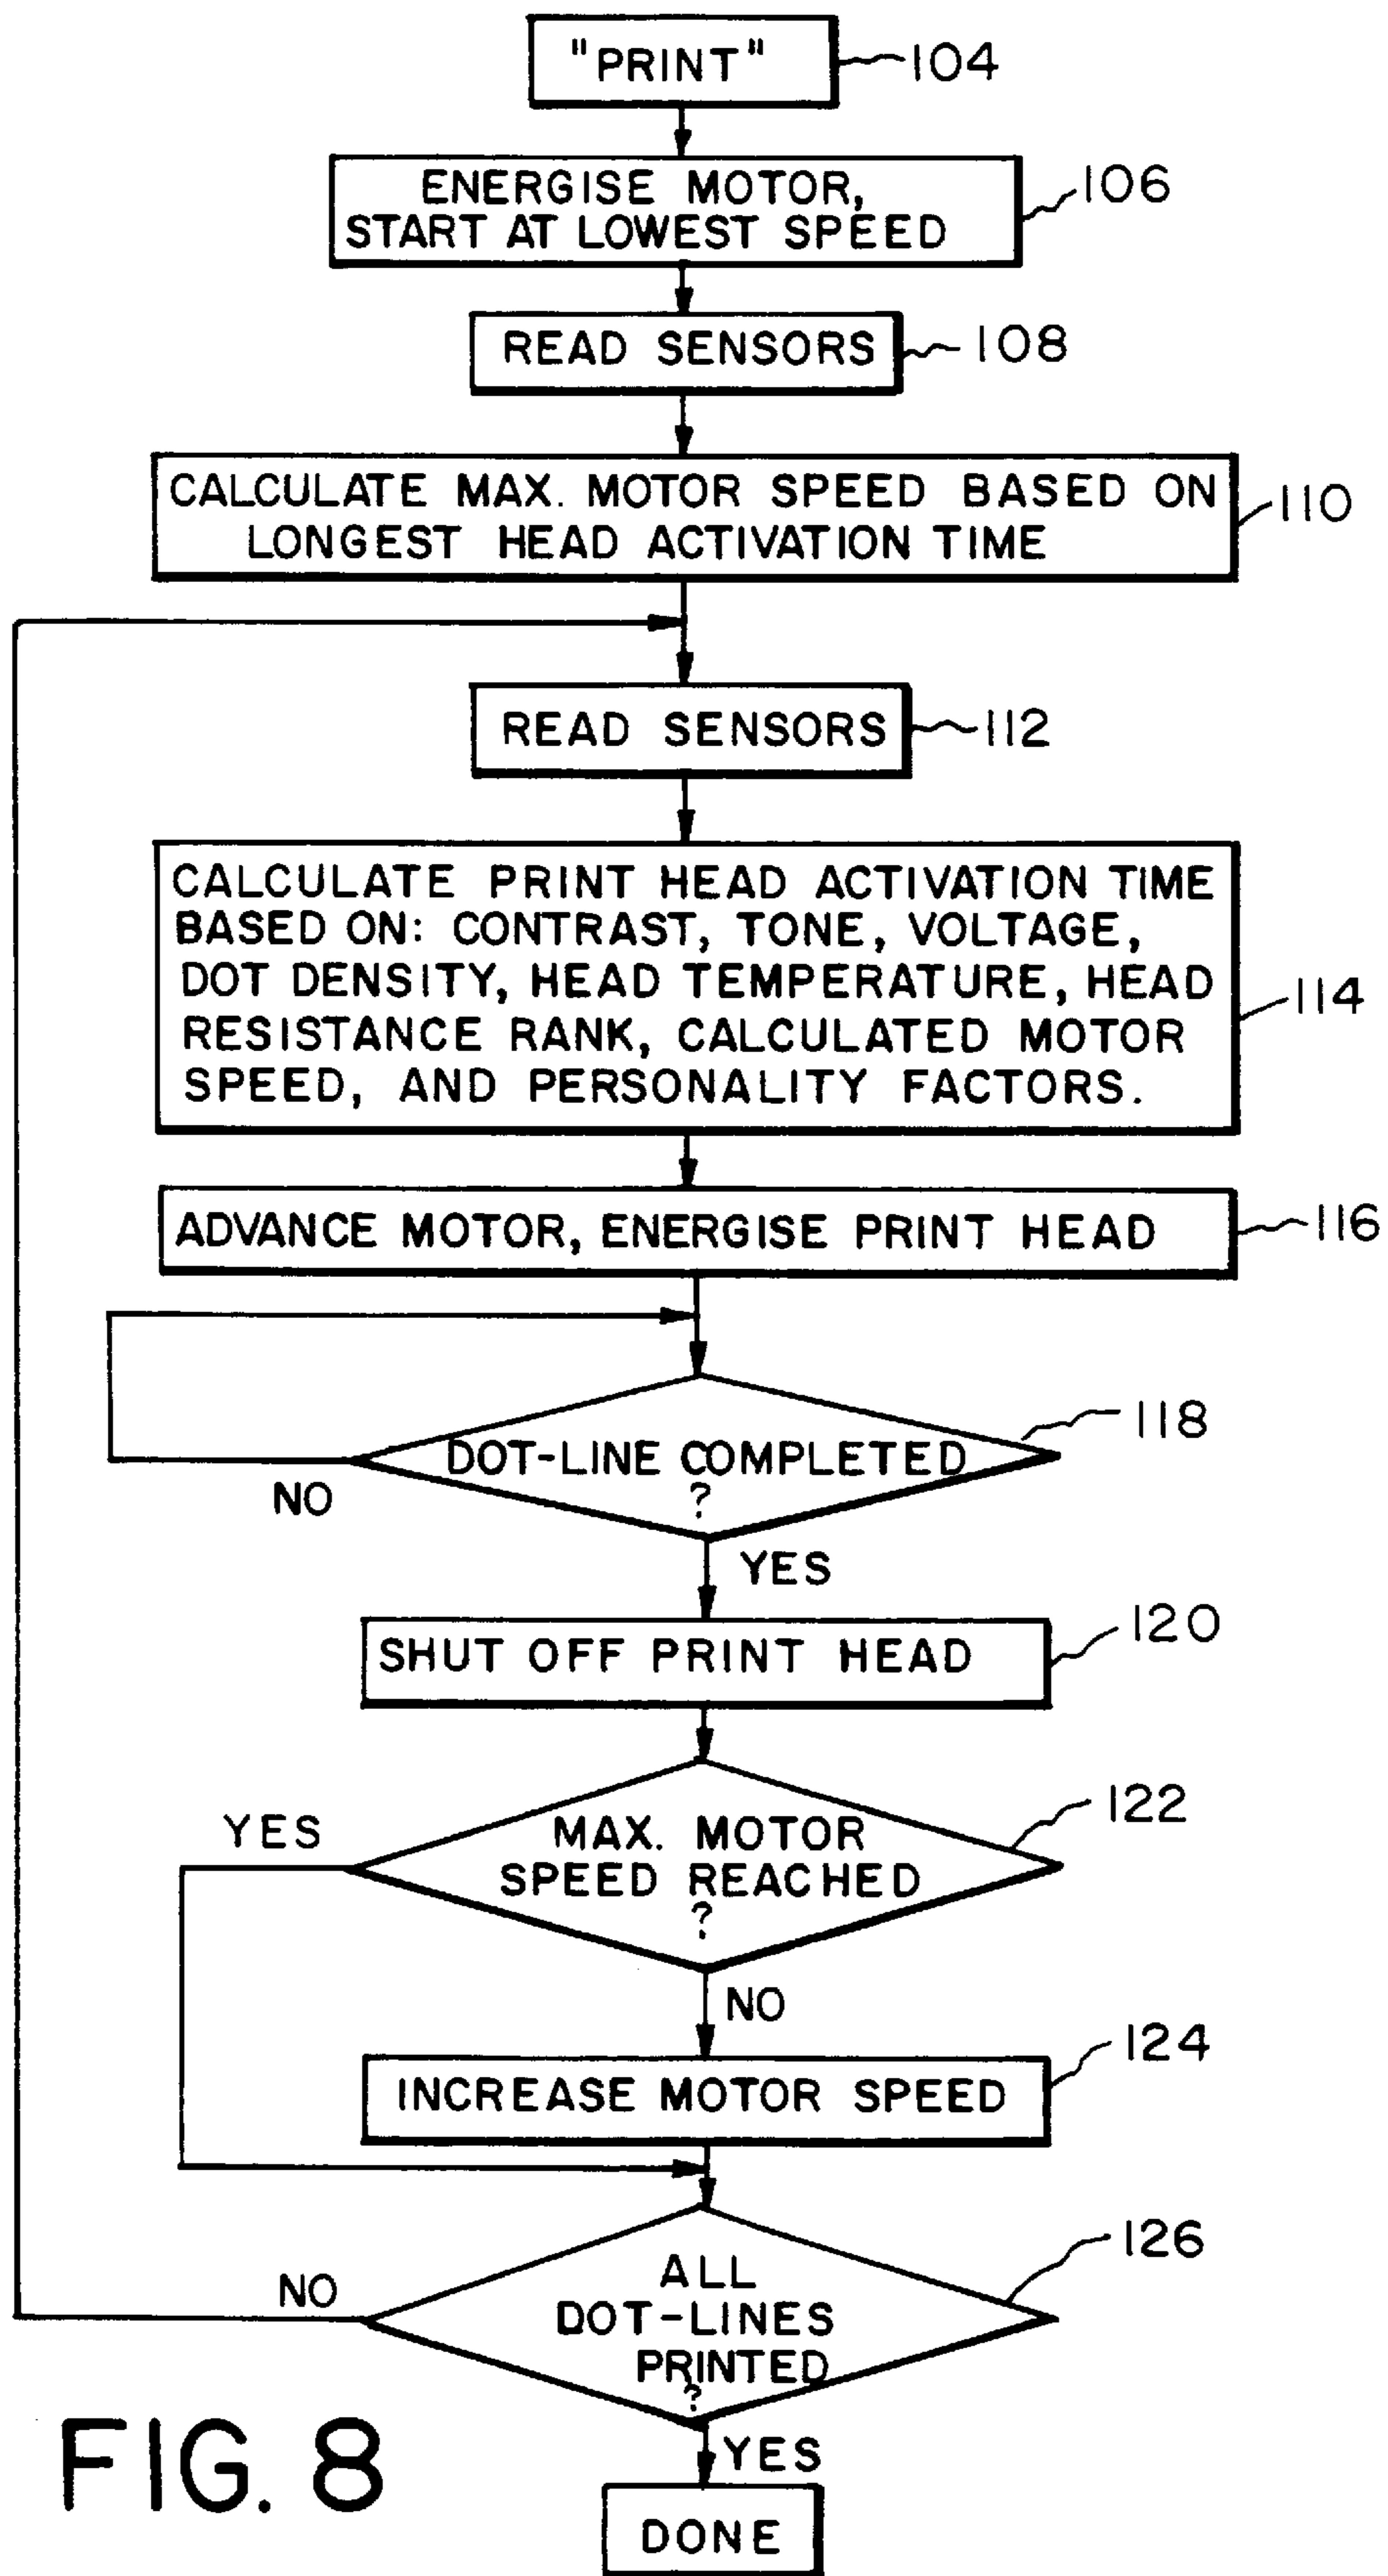 "PRINT"
104
ENERGISE MOTOR,
START AT LOWEST SPEED
106
READ SENSORS
108
CALCULATE MAX. MOTOR SPEED BASED ON
LONGEST HEAD ACTIVATION TIME
110
READ SENSORS
112
CALCULATE PRINT HEAD ACTIVATION TIME
BASED ON: CONTRAST, TONE, VOLTAGE,
DOT DENSITY, HEAD TEMPERATURE, HEAD
RESISTANCE RANK, CALCULATED MOTOR
SPEED, AND PERSONALITY FACTORS.
114
ADVANCE MOTOR, ENERGISE PRINT HEAD
116
DOT-LINE COMPLETED
?
118
NO
YES
SHUT OFF PRINT HEAD
120
MAX. MOTOR
SPEED REACHED
?
122
YES
NO
INCREASE MOTOR SPEED
124
ALL
DOT-LINES
PRINTED
?
126
NO
YES
DONE
FIG. 8